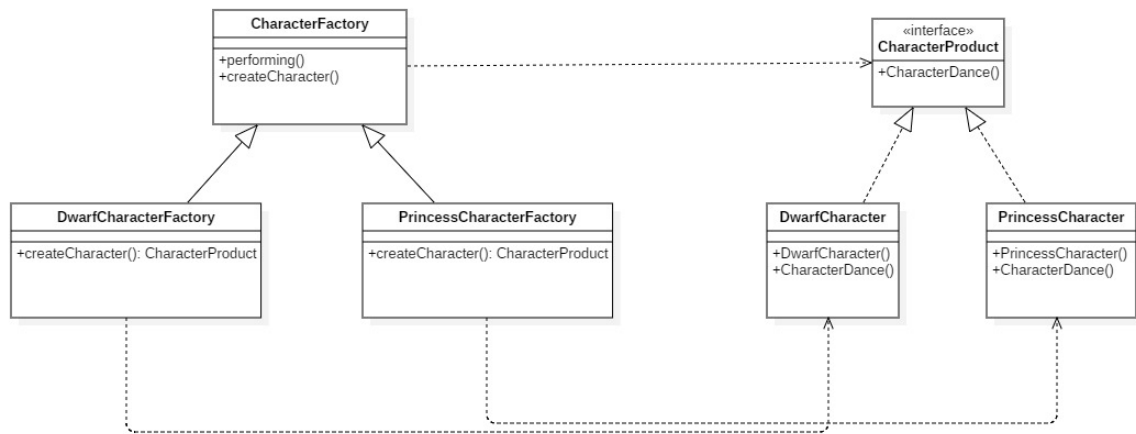 CharacterFactory
+performing()
+createCharacter()
«interface»
CharacterProduct
+CharacterDance()
DwarfCharacterFactory
+createCharacter(): CharacterProduct
PrincessCharacterFactory
+createCharacter(): CharacterProduct
DwarfCharacter
+DwarfCharacter()
+CharacterDance()
PrincessCharacter
+PrincessCharacter()
+CharacterDance()